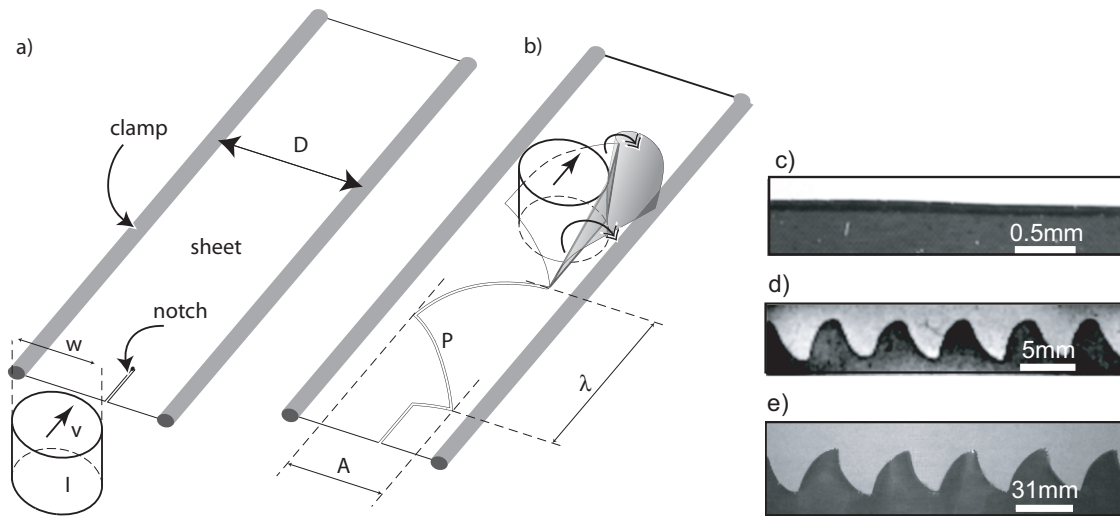 a)
clamp
D
sheet
notch
w
v
I
b)
P
λ
A
c)
0.5mm
d)
5mm
e)
31mm